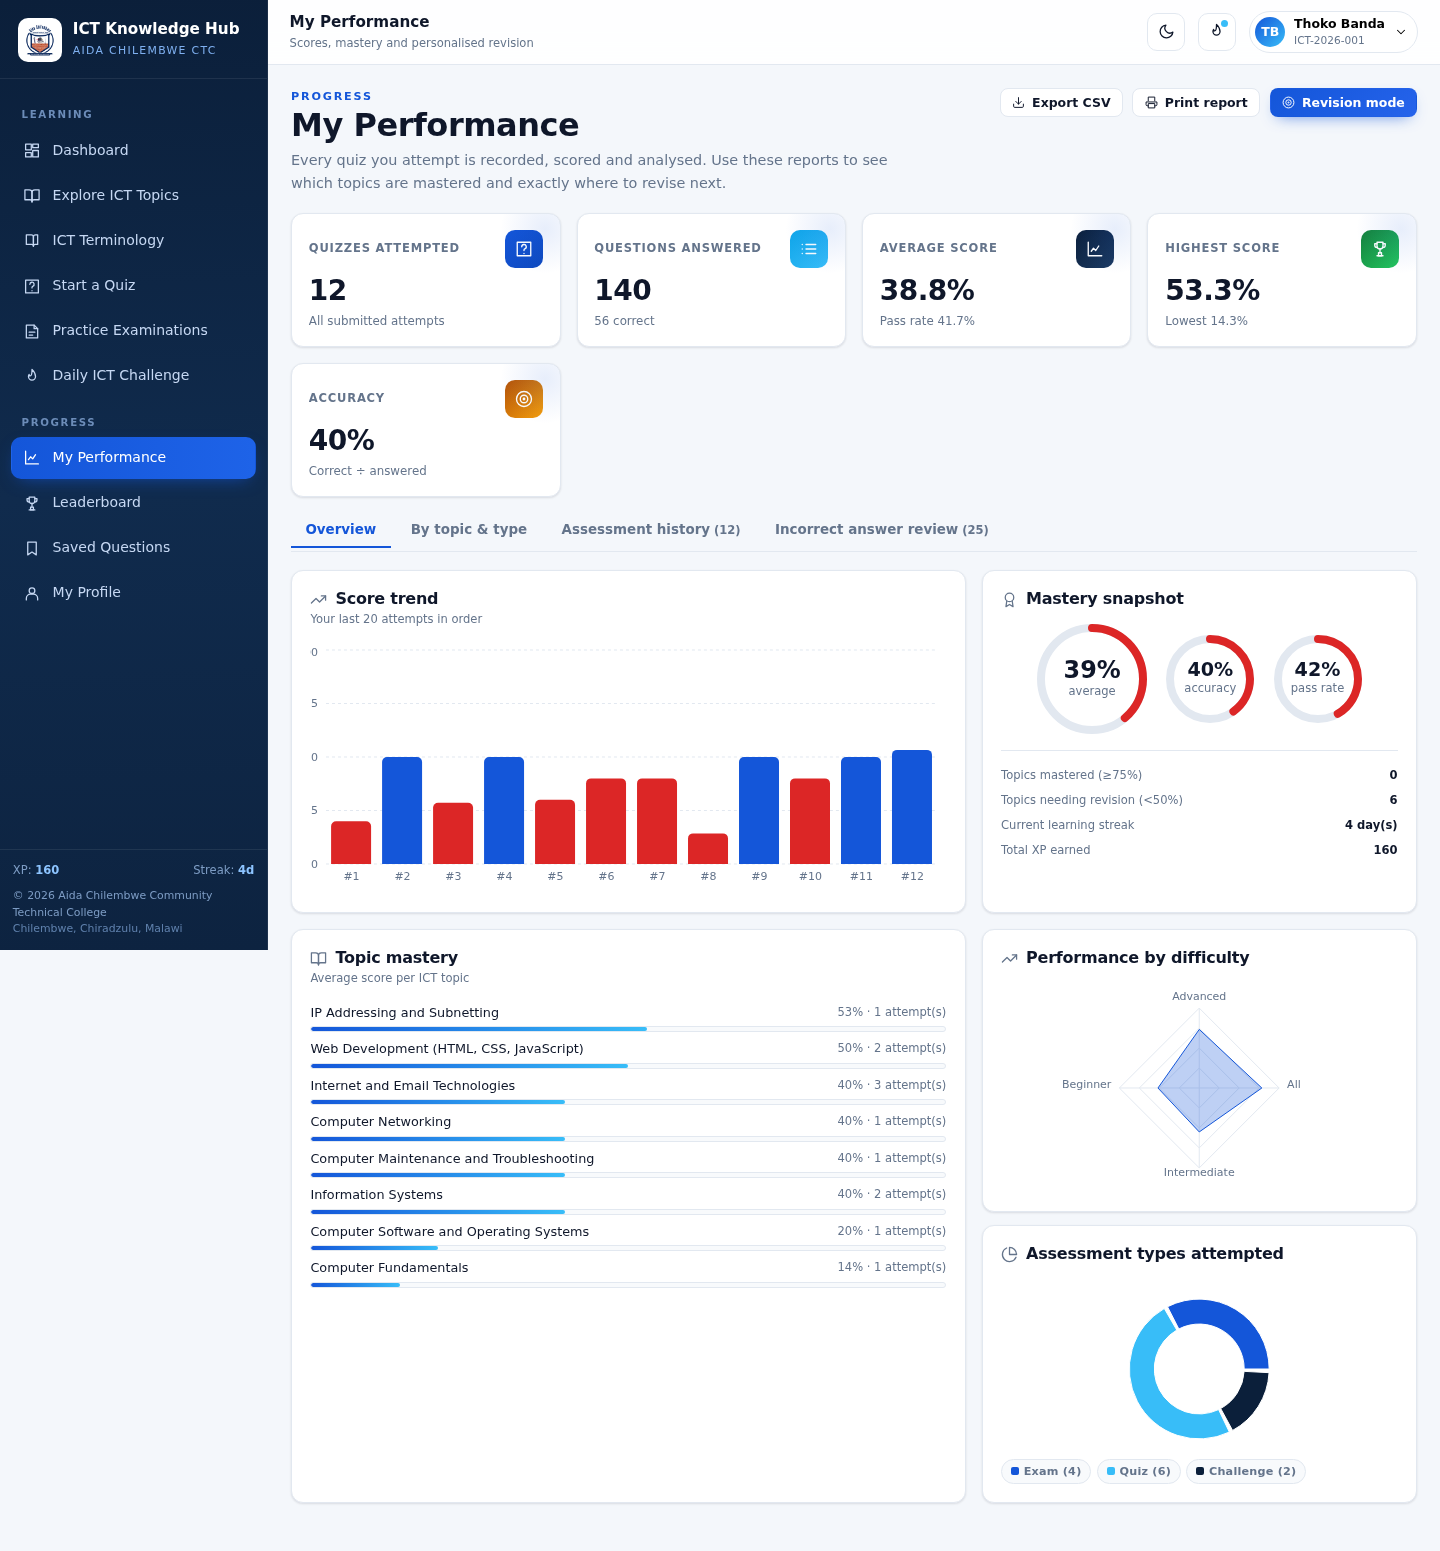 ICT Knowledge Hub
AIDA CHILEMBWE CTC
LEARNING
Dashboard
Explore ICT Topics
ICT Terminology
Start a Quiz
Practice Examinations
Daily ICT Challenge
PROGRESS
My Performance
Leaderboard
Saved Questions
My Profile
XP: 160 Streak: 4d
© 2026 Aida Chilembwe Community
Technical College
Chilembwe, Chiradzulu, Malawi
My Performance
Scores, mastery and personalised revision
TB
Thoko Banda
ICT-2026-001
PROGRESS
My Performance
Every quiz you attempt is recorded, scored and analysed. Use these reports to see
which topics are mastered and exactly where to revise next.
Export CSV
Print report
Revision mode
QUIZZES ATTEMPTED
12
All submitted attempts
QUESTIONS ANSWERED
140
56 correct
AVERAGE SCORE
38.8%
Pass rate 41.7%
HIGHEST SCORE
53.3%
Lowest 14.3%
ACCURACY
40%
Correct ÷ answered
Overview
By topic & type
Assessment history (12)
Incorrect answer review (25)
Score trend
Your last 20 attempts in order
0
5
0
5
0
#1 #2 #3 #4 #5 #6 #7 #8 #9 #10 #11 #12
Mastery snapshot
39%
average
40%
accuracy
42%
pass rate
Topics mastered (≥75%) 0
Topics needing revision (<50%) 6
Current learning streak 4 day(s)
Total XP earned 160
Topic mastery
Average score per ICT topic
IP Addressing and Subnetting 53% · 1 attempt(s)
Web Development (HTML, CSS, JavaScript) 50% · 2 attempt(s)
Internet and Email Technologies 40% · 3 attempt(s)
Computer Networking 40% · 1 attempt(s)
Computer Maintenance and Troubleshooting 40% · 1 attempt(s)
Information Systems 40% · 2 attempt(s)
Computer Software and Operating Systems 20% · 1 attempt(s)
Computer Fundamentals 14% · 1 attempt(s)
Performance by difficulty
Advanced
Beginner
All
Intermediate
Assessment types attempted
Exam (4)
Quiz (6)
Challenge (2)